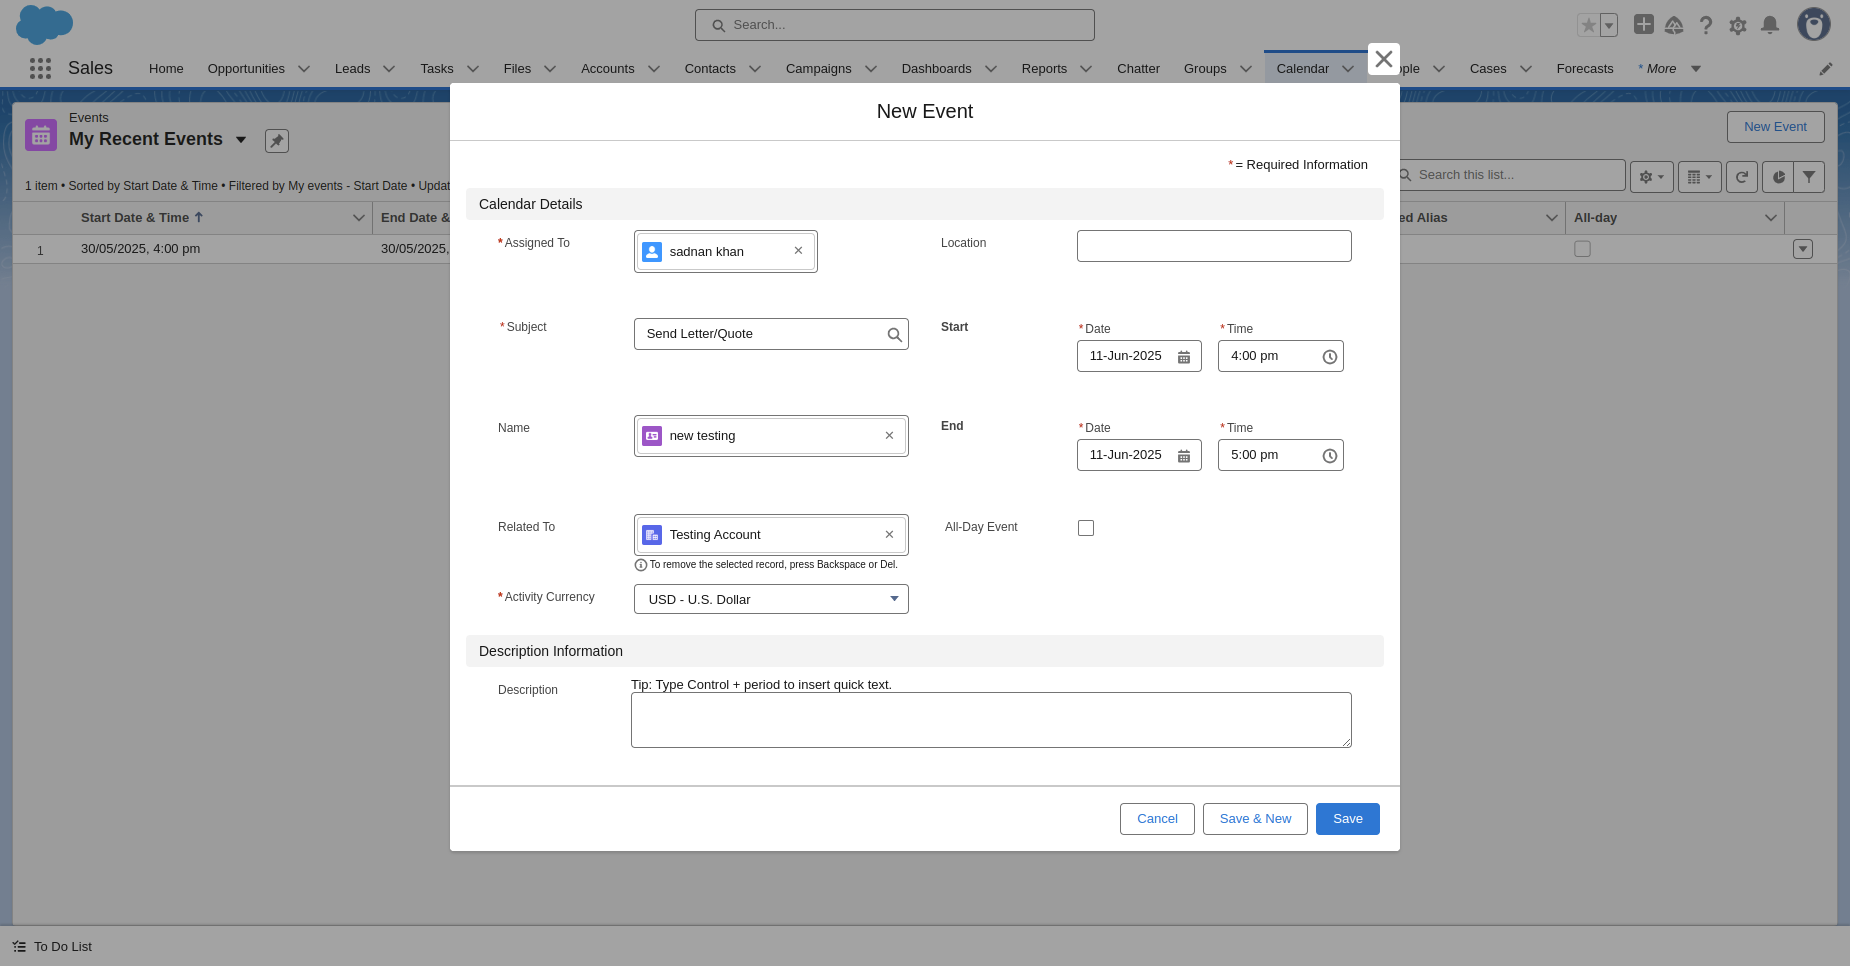 Search...
Sales
Home
Opportunities
Leads
Tasks
Files
Accounts
Contacts
Campaigns
Dashboards
Reports
Chatter
Groups
Calendar
ple
Cases
Forecasts
* More
Events
My Recent Events
New Event
1 item • Sorted by Start Date & Time • Filtered by My events - Start Date • Updat
Search this list...
Start Date & Time
End Date &
ed Alias
All-day
1
30/05/2025, 4:00 pm
30/05/2025,
New Event
* = Required Information
Calendar Details
*Assigned To
sadnan khan
Location
*Subject
Send Letter/Quote
Start
*Date
*Time
11-Jun-2025
4:00 pm
Name
new testing
End
*Date
*Time
11-Jun-2025
5:00 pm
Related To
Testing Account
To remove the selected record, press Backspace or Del.
All-Day Event
*Activity Currency
USD - U.S. Dollar
Description Information
Description
Tip: Type Control + period to insert quick text.
Cancel
Save & New
Save
To Do List